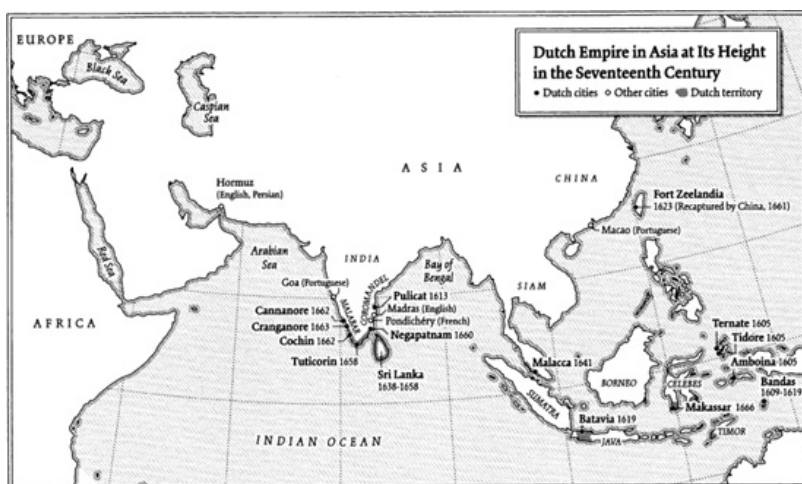 EUROPE
Black Sea
Caspian
Sea
Dutch Empire in Asia at Its Height
in the Seventeenth Century
Dutch cities Other cities Dutch territory
ASIA
CHINA
Hormuz
(English, Persian)
Fort Zeelandia
1623 (Recaptured by China, 1661)
Macao (Portuguese)
Red Sea
Arabian
Sea
INDIA
Bay of
Bengal
SIAM
Goa (Portuguese)
MALABAR
COROMANDEL
AFRICA
Cannanore 1662
Cranganore 1663
Cochin 1662
Tuticorin 1658
Pulicat 1613
Madras (English)
Pondichéry (French)
Negapatnam 1660
Sri Lanka
1638-1658
Malacca 1641
Ternate 1605
Tidore 1605
Amboina 1605
Bandas
1609-1619
BORNEO
CELEBES
SUMATRA
Makassar 1666
Batavia 1619
JAVA
TIMOR
INDIAN OCEAN